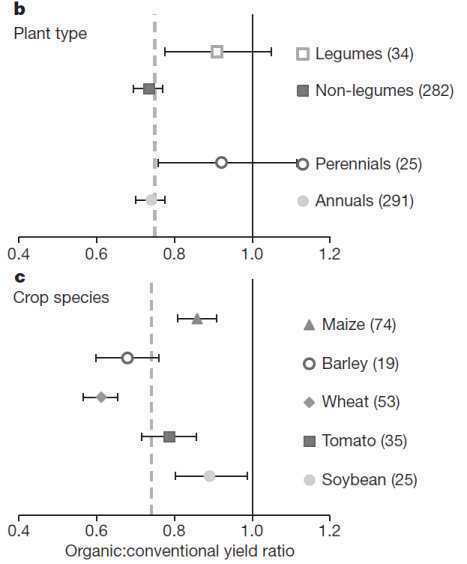 b
Plant type
Legumes (34)
Non-legumes (282)
Perennials (25)
Annuals (291)
0.4 0.6 0.8 1.0 1.2
c
Crop species
Maize (74)
Barley (19)
Wheat (53)
Tomato (35)
Soybean (25)
0.4 0.6 0.8 1.0 1.2
Organic:conventional yield ratio